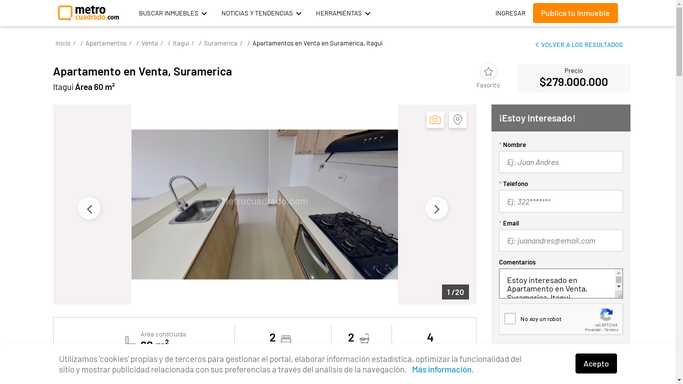 metro
cuadrado.com
BUSCAR INMUEBLES
NOTICIAS Y TENDENCIAS
HERRAMIENTAS
INGRESAR
Publica tu inmueble
Inicio / / Apartamentos / / Venta / / Itagui / / Suramerica / / Apartamentos en Venta en Suramerica, Itagui
VOLVER A LOS RESULTADOS
Apartamento en Venta, Suramerica
Itagui Área 60 m²
Favorito
Precio
$279.000.000
metrocuadrado.com
1 / 20
¡Estoy Interesado!
* Nombre
Ej: Juan Andres
* Teléfono
Ej: 322*******
* Email
Ej: juanandres@email.com
Comentarios
Estoy interesado en
Apartamento en Venta,
Suramerica, Itagui
No soy un robot
reCAPTCHA
Privacidad - Términos
Área construida
60 m²
2
2
4
Utilizamos 'cookies' propias y de terceros para gestionar el portal, elaborar información estadística, optimizar la funcionalidad del
sitio y mostrar publicidad relacionada con sus preferencias a través del análisis de la navegación. Más información.
Acepto